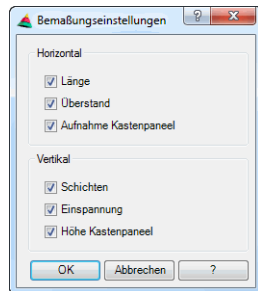 Bemaßungseinstellungen
Horizontal
Länge
Überstand
Aufnahme Kastenpaneel
Vertikal
Schichten
Einspannung
Höhe Kastenpaneel
OK Abbrechen ?